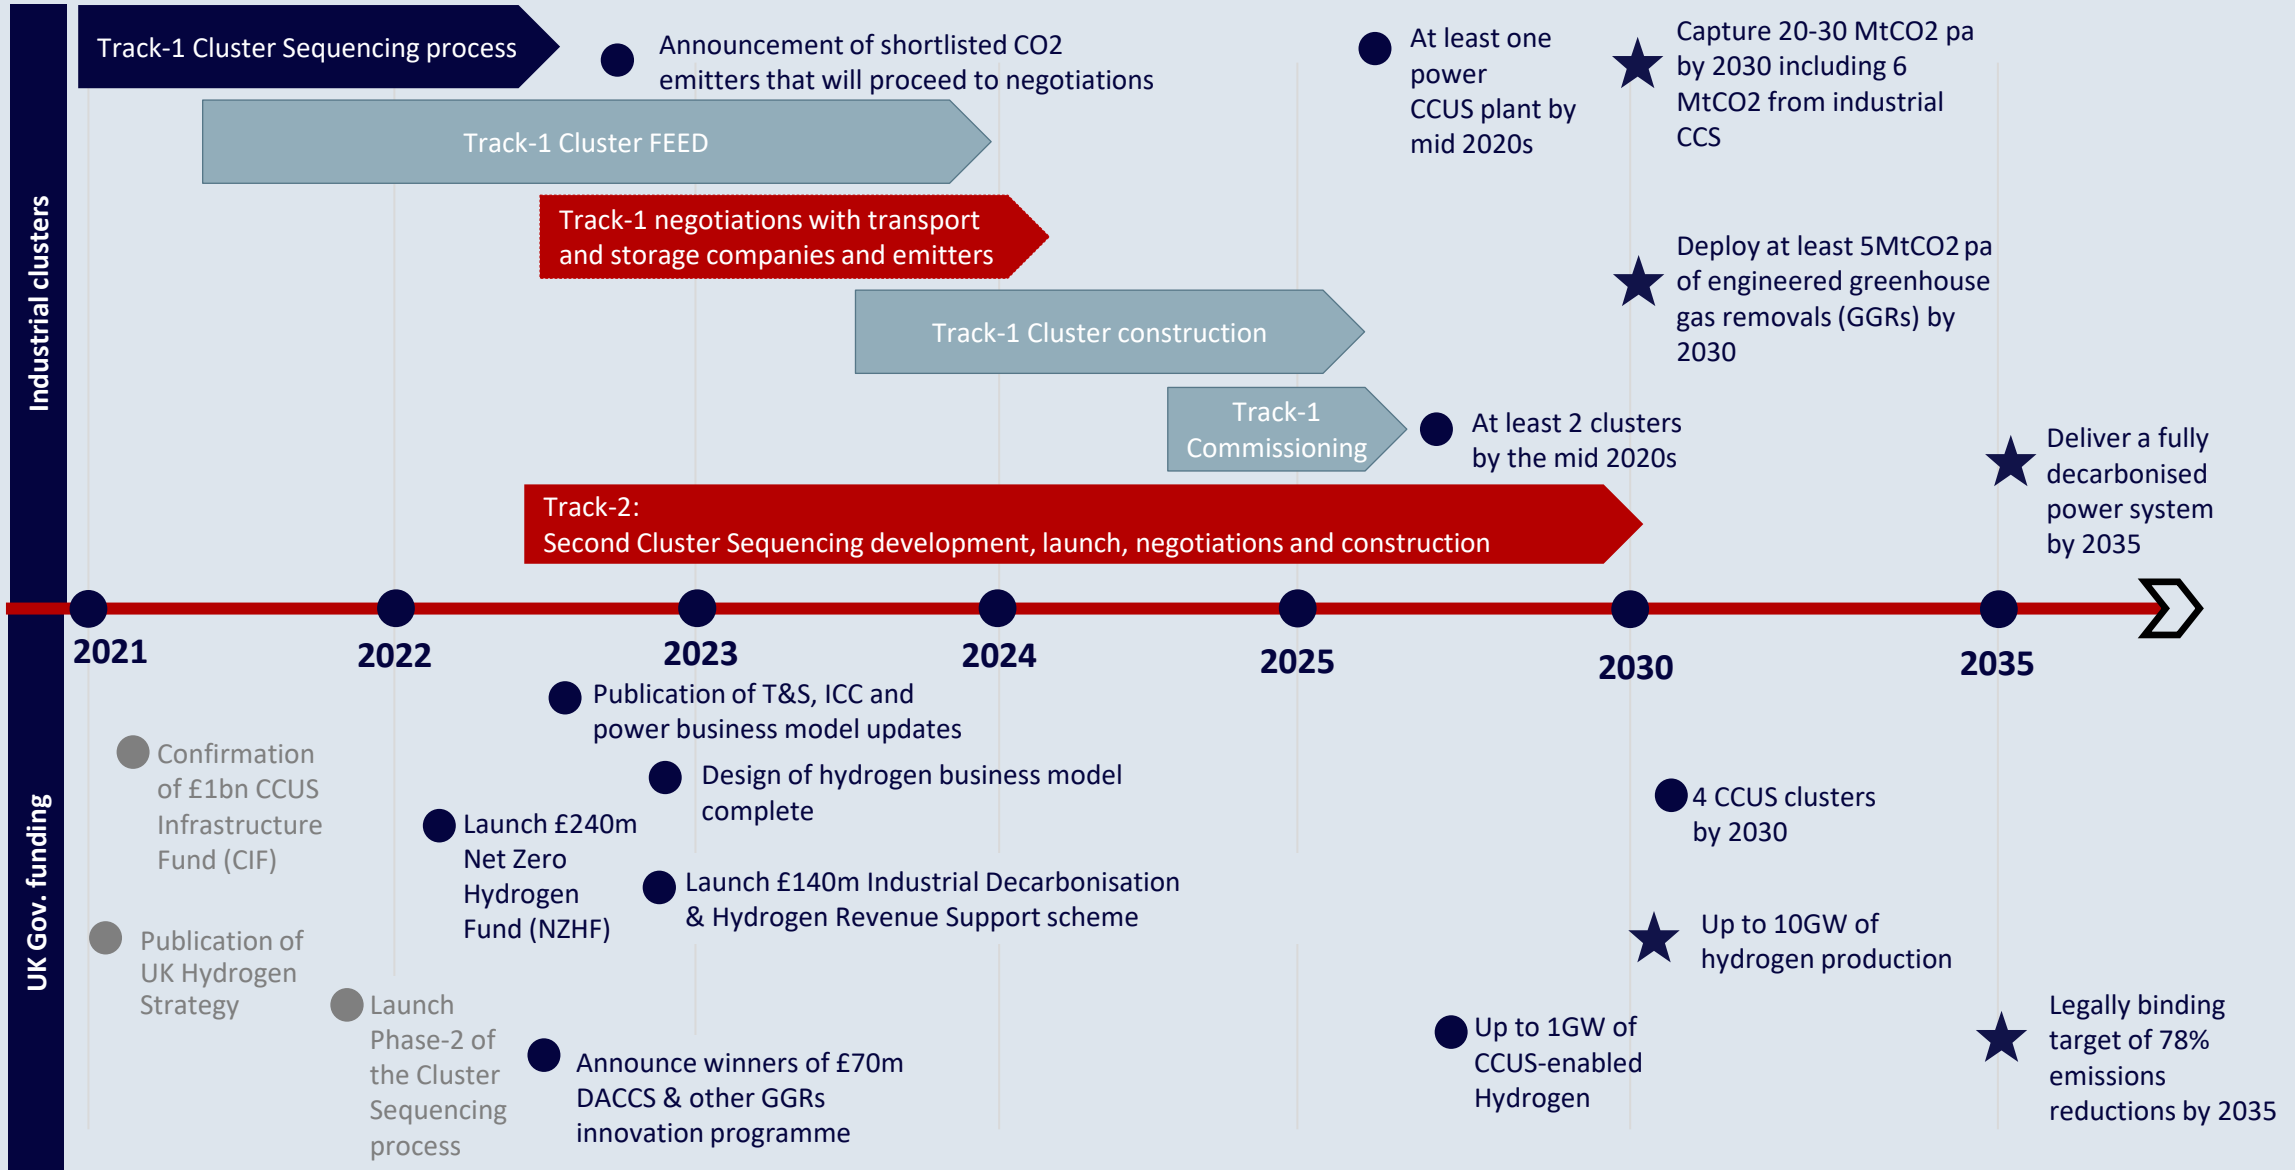 Industrial clusters
Track-1 Cluster Sequencing process
Announcement of shortlisted CO2
emitters that will proceed to negotiations
At least one
power
CCUS plant by
mid 2020s
Capture 20-30 MtCO2 pa
by 2030 including 6
MtCO2 from industrial
CCS
Track-1 Cluster FEED
Track-1 negotiations with transport
and storage companies and emitters
Deploy at least 5MtCO2 pa
of engineered greenhouse
gas removals (GGRs) by
2030
Track-1 Cluster construction
Track-1
Commissioning
At least 2 clusters
by the mid 2020s
Deliver a fully
decarbonised
power system
by 2035
Track-2:
Second Cluster Sequencing development, launch, negotiations and construction
2021
2022
2023
2024
2025
2030
2035
UK Gov. funding
Publication of T&S, ICC and
power business model updates
Confirmation
of £1bn CCUS
Infrastructure
Fund (CIF)
Design of hydrogen business model
complete
Launch £240m
Net Zero
Hydrogen
Fund (NZHF)
4 CCUS clusters
by 2030
Launch £140m Industrial Decarbonisation
& Hydrogen Revenue Support scheme
Publication of
UK Hydrogen
Strategy
Up to 10GW of
hydrogen production
Launch
Phase-2 of
the Cluster
Sequencing
process
Announce winners of £70m
DACCS & other GGRs
innovation programme
Up to 1GW of
CCUS-enabled
Hydrogen
Legally binding
target of 78%
emissions
reductions by 2035